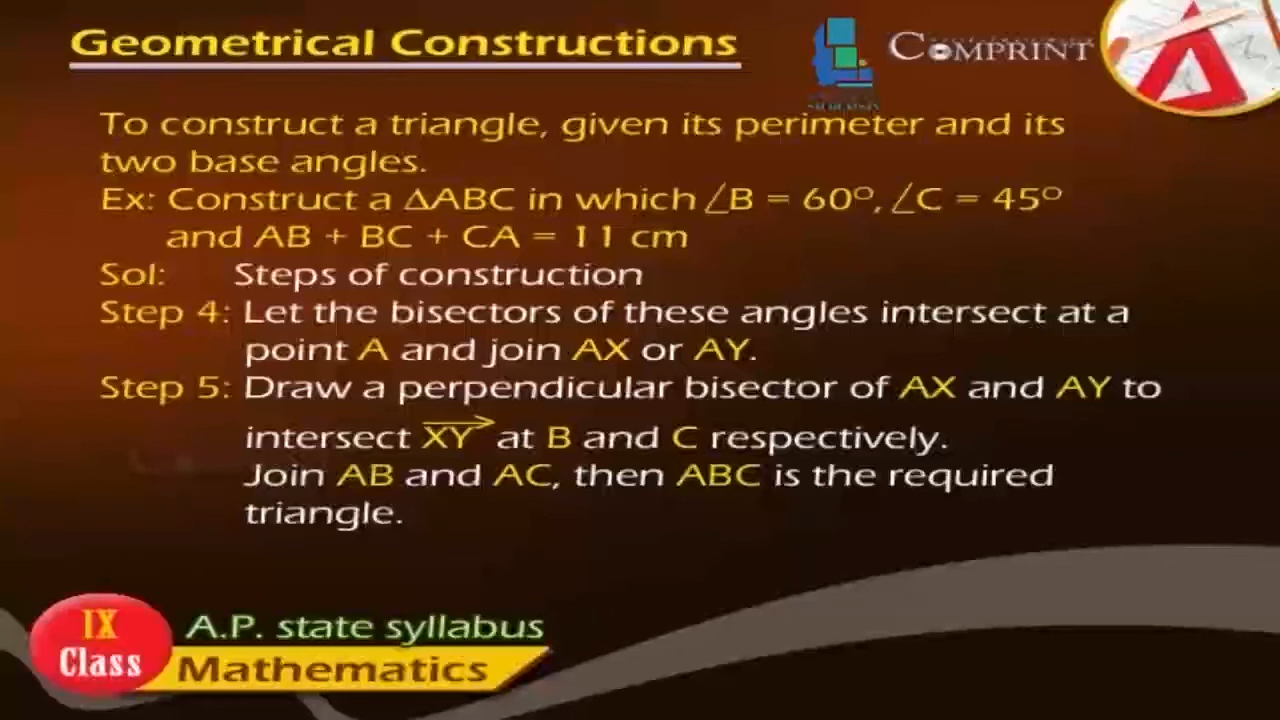 Geometrical Constructions
COMPRINT
To construct a triangle, given its perimeter and its
two base angles.
Ex: Construct a ΔABC in which ∠B = 60°, ∠C = 45°
and AB + BC + CA = 11 cm
Sol: Steps of construction
Step 4: Let the bisectors of these angles intersect at a
point A and join AX or AY.
Step 5: Draw a perpendicular bisector of AX and AY to
intersect XY→ at B and C respectively.
Join AB and AC, then ABC is the required
triangle.
IX
Class
A.P. state syllabus
Mathematics